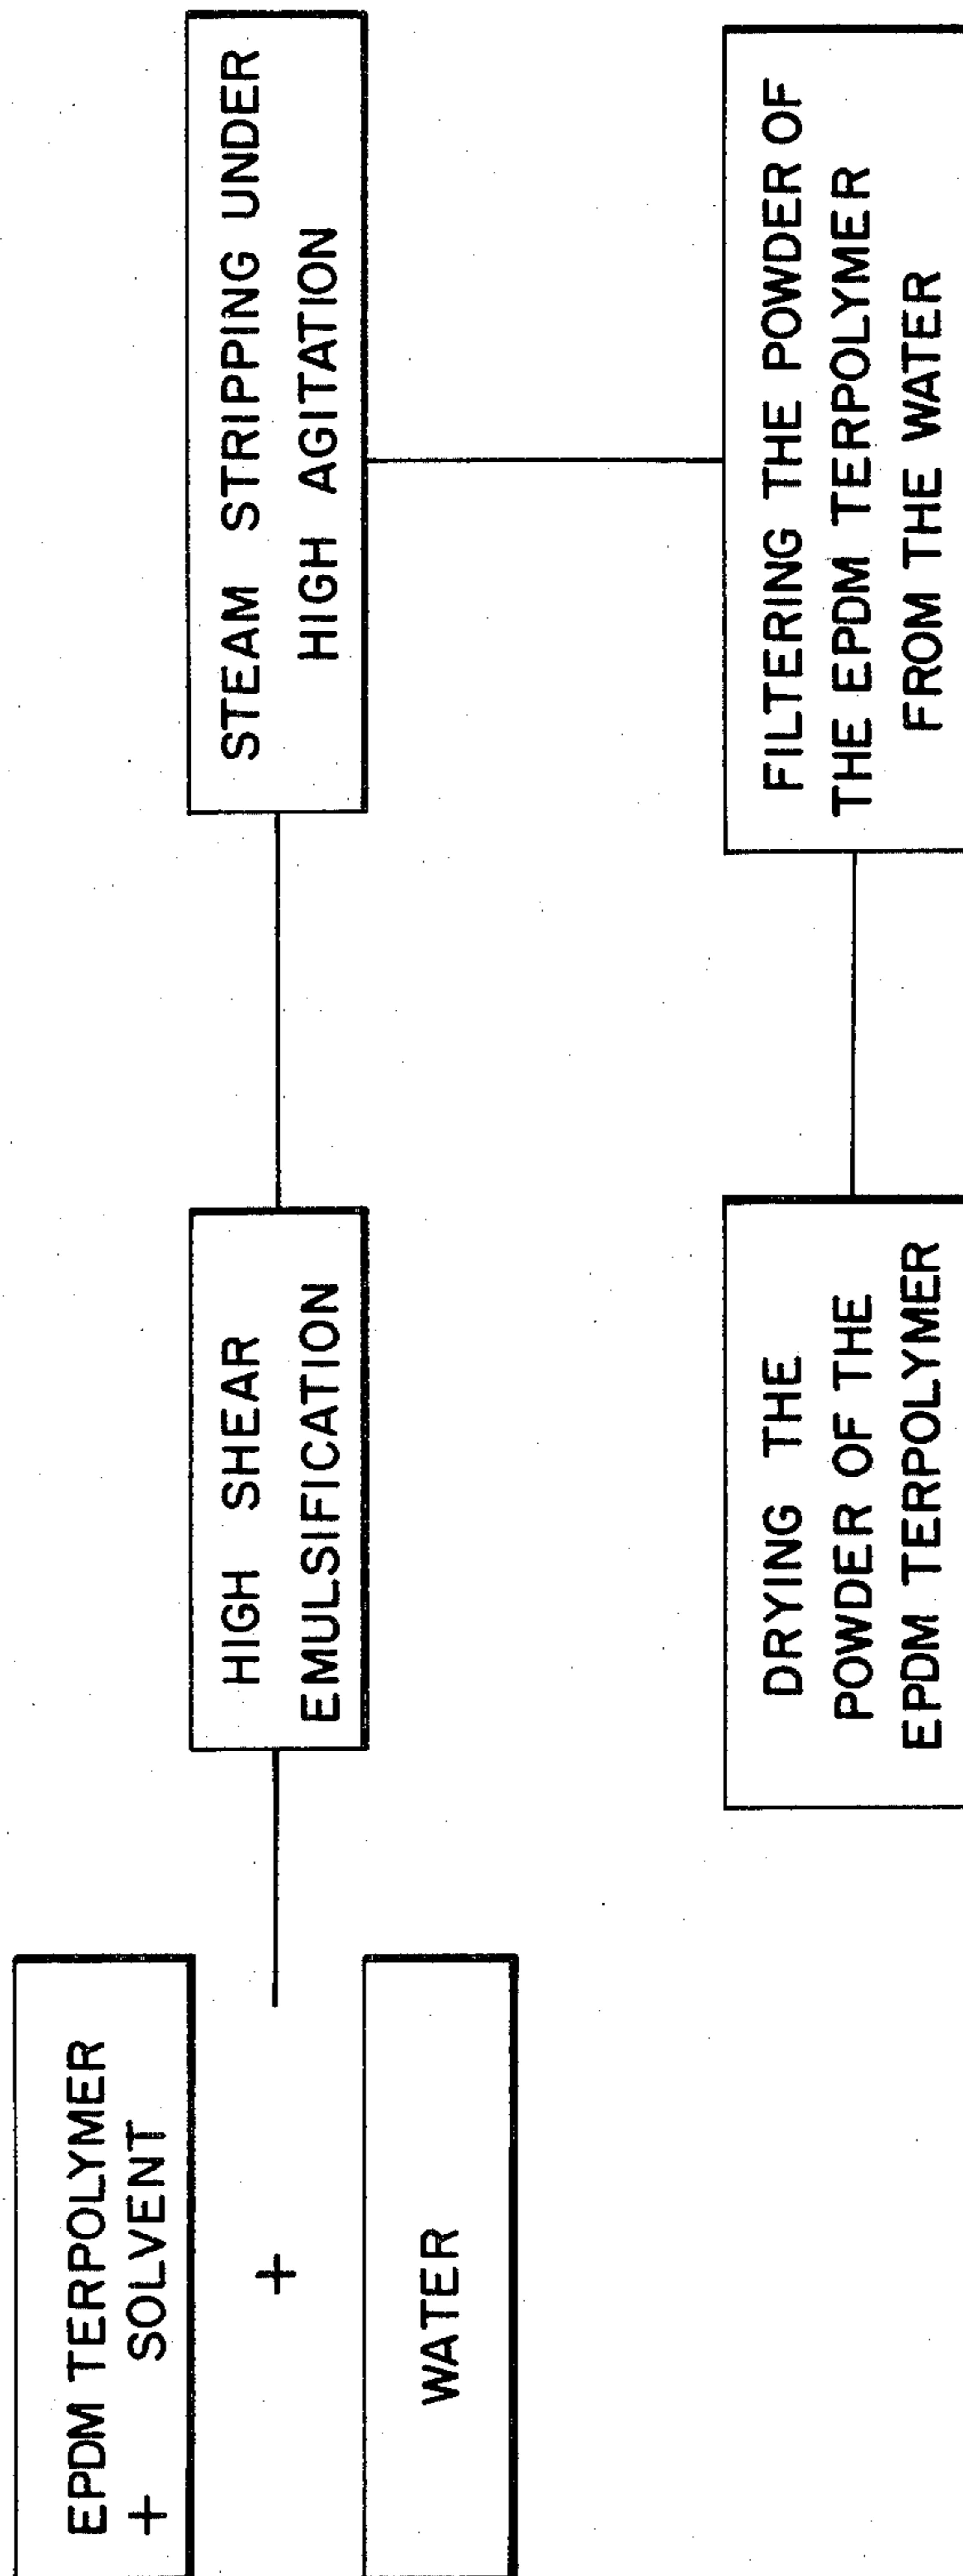 EPDM TERPOLYMER
+ SOLVENT
+
WATER
HIGH SHEAR
EMULSIFICATION
STEAM STRIPPING UNDER
HIGH AGITATION
FILTERING THE POWDER OF
THE EPDM TERPOLYMER
FROM THE WATER
DRYING THE
POWDER OF THE
EPDM TERPOLYMER